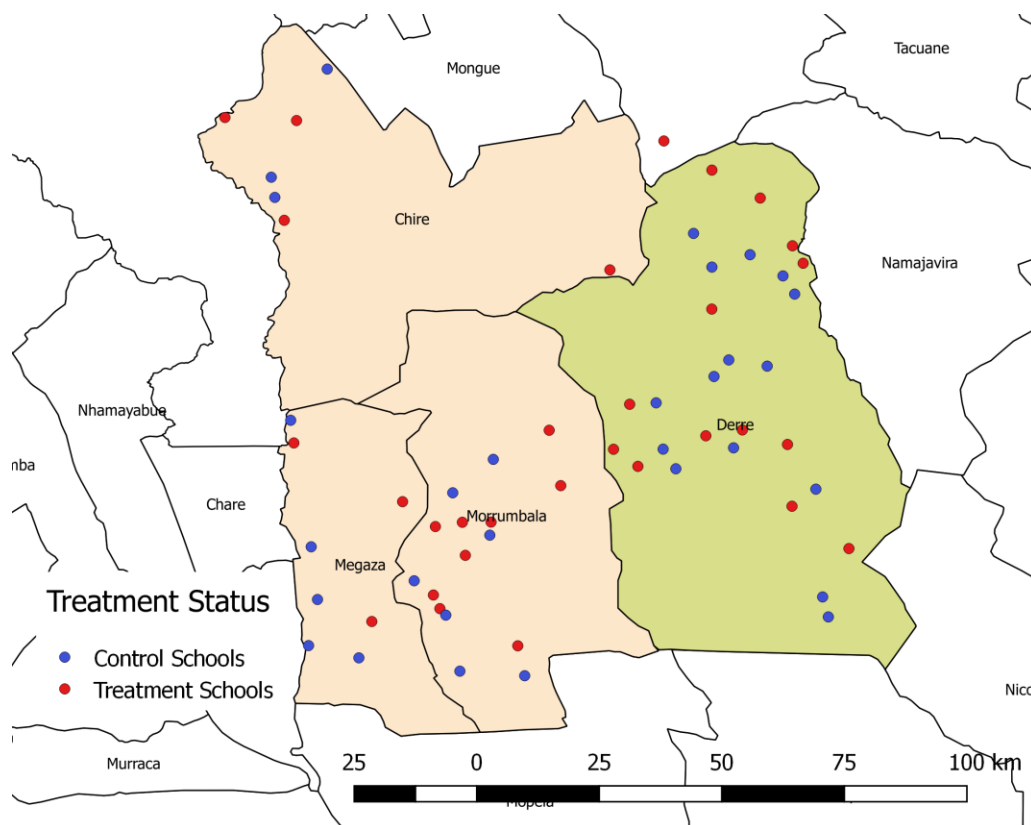 Tacuane
Mongue
Chire
Namajavira
Nhamayabue
Derre
mba
Chare
Morrumbala
Megaza
Treatment Status
Control Schools
Treatment Schools
Nico
Murraca
25 0 25 50 75 100 km
Mopeia